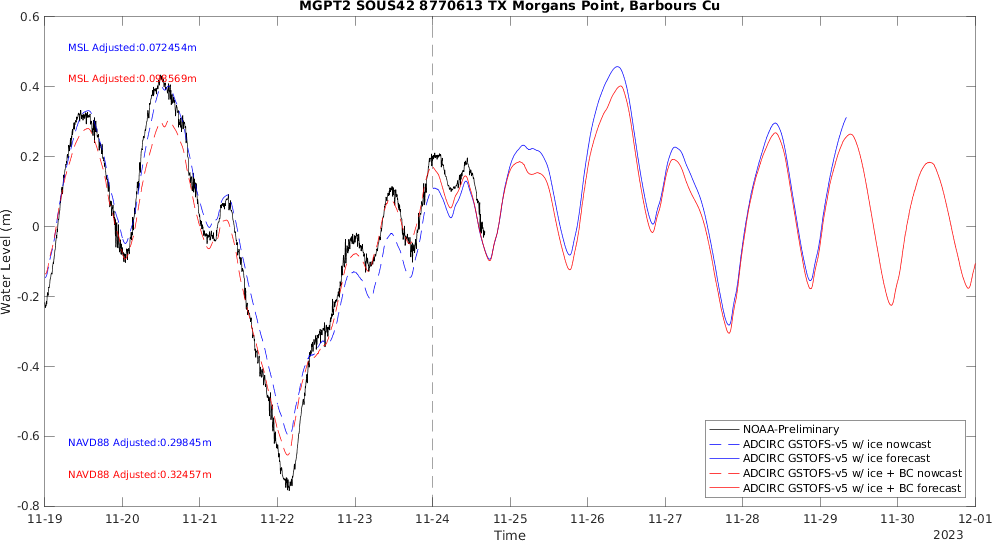 MGPT2 SOUS42 8770613 TX Morgans Point, Barbours Cu
0.6
0.4
0.2
0
-0.2
-0.4
-0.6
-0.8
Water Level (m)
MSL Adjusted:0.072454m
MSL Adjusted:0.098569m
NAVD88 Adjusted:0.29845m
NAVD88 Adjusted:0.32457m
NOAA-Preliminary
ADCIRC GSTOFS-v5 w/ ice nowcast
ADCIRC GSTOFS-v5 w/ ice forecast
ADCIRC GSTOFS-v5 w/ ice + BC nowcast
ADCIRC GSTOFS-v5 w/ ice + BC forecast
11-19 11-20 11-21 11-22 11-23 11-24 11-25 11-26 11-27 11-28 11-29 11-30 12-01
Time
2023